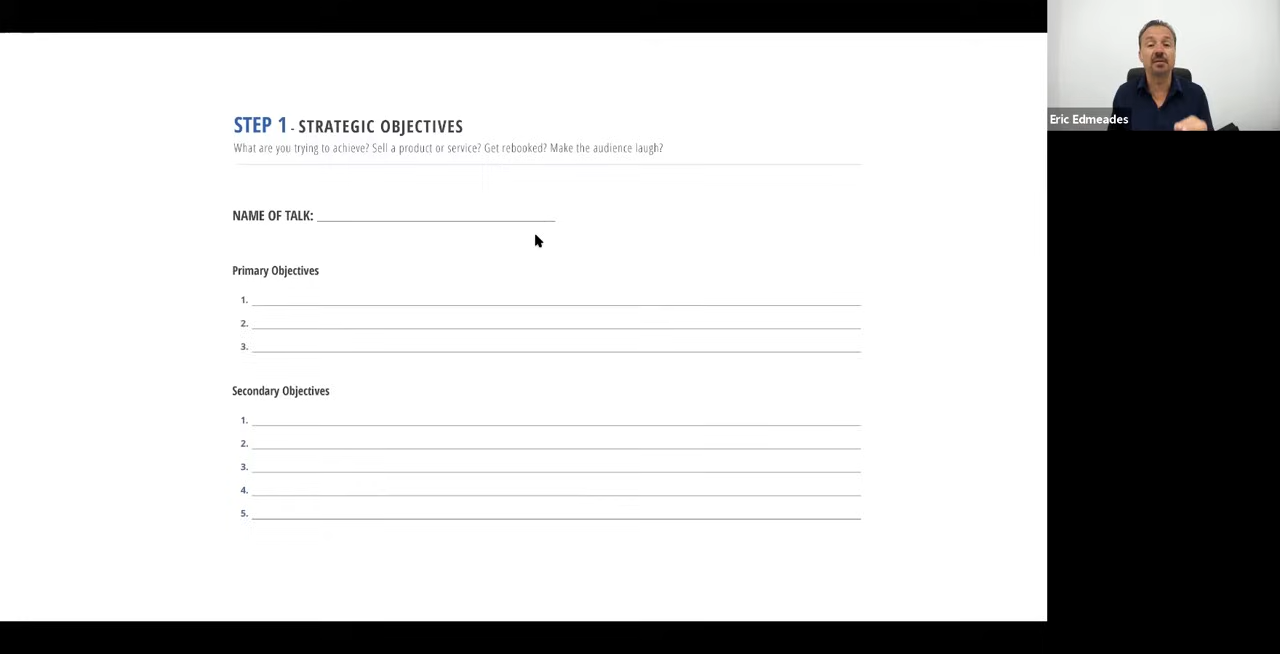 STEP 1 - STRATEGIC OBJECTIVES
What are you trying to achieve? Sell a product or service? Get rebooked? Make the audience laugh?
NAME OF TALK:
Primary Objectives
1.
2.
3.
Secondary Objectives
1.
2.
3.
4.
5.
Eric Edmeades